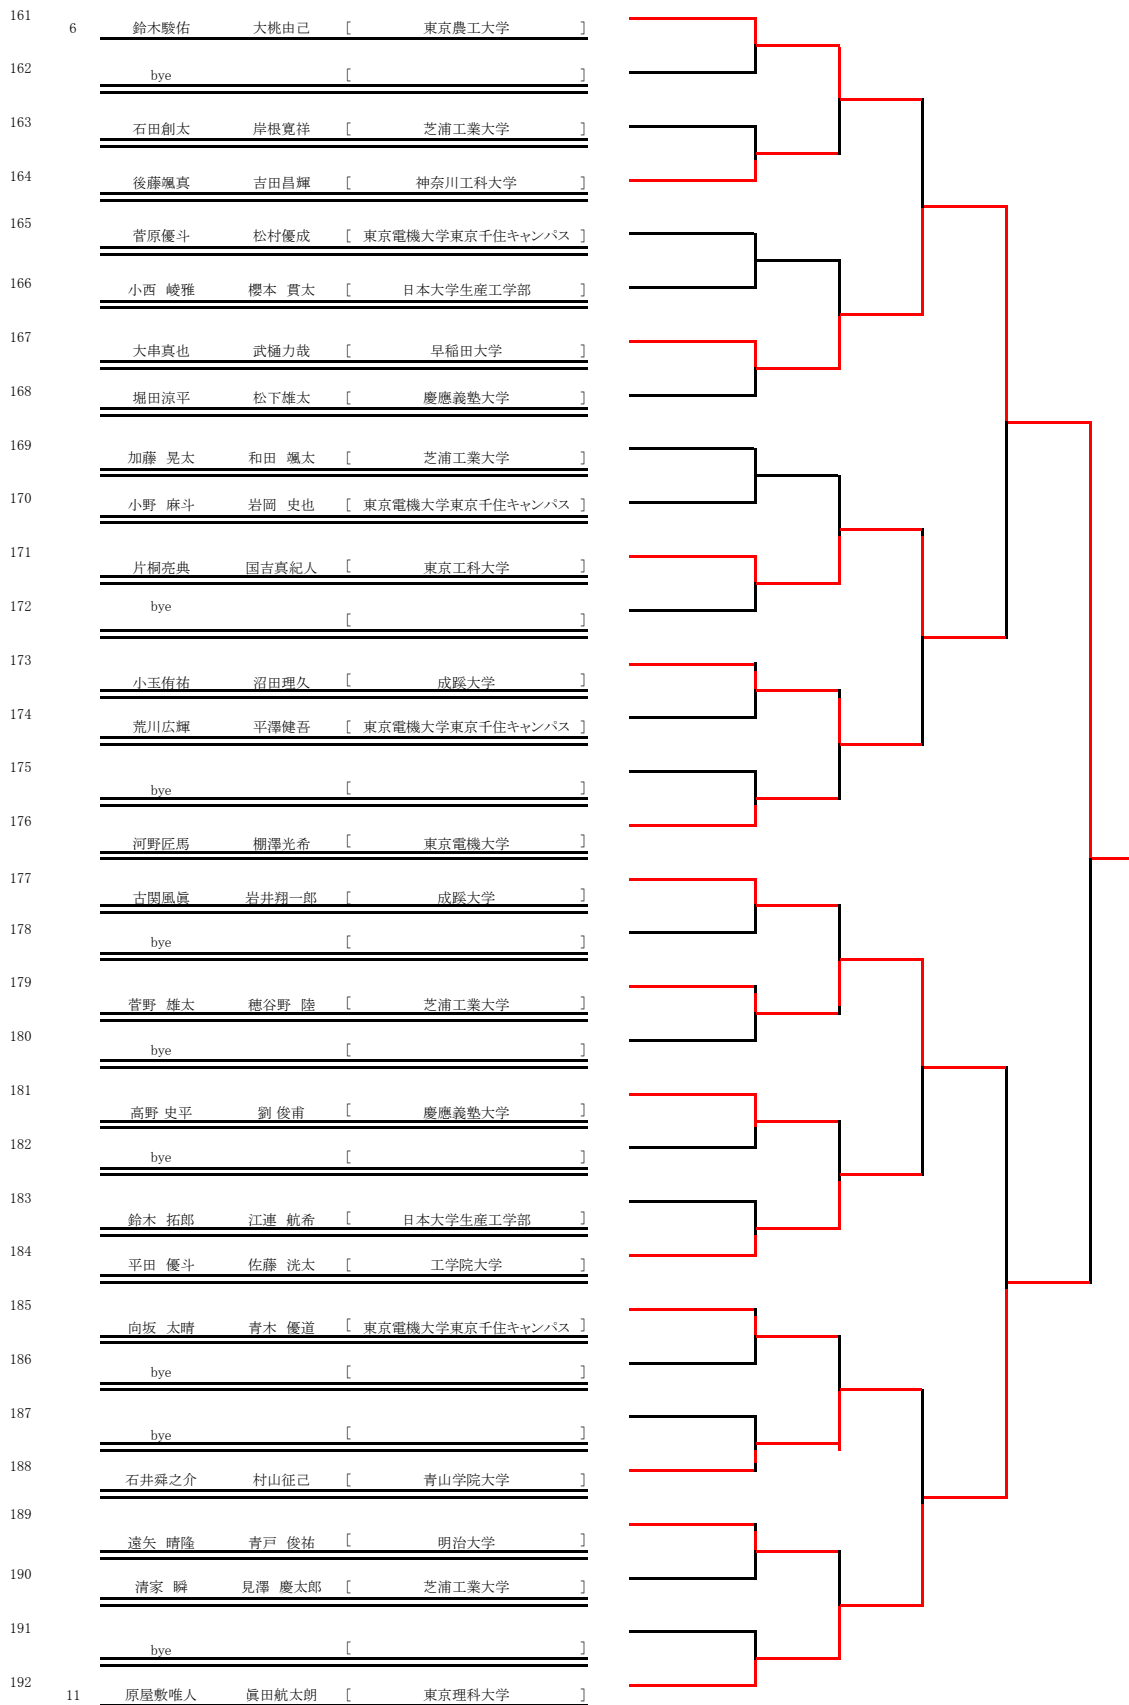 161 6 鈴木駿佑 大桃由己 [ 東京農工大学 ]
162 bye [ ]
163 石田創太 岸根寛祥 [ 芝浦工業大学 ]
164 後藤颯真 吉田昌輝 [ 神奈川工科大学 ]
165 菅原優斗 松村優成 [ 東京電機大学東京千住キャンパス ]
166 小西 崚雅 櫻本 貫太 [ 日本大学生産工学部 ]
167 大串真也 武樋力哉 [ 早稲田大学 ]
168 堀田涼平 松下雄太 [ 慶應義塾大学 ]
169 加藤 晃太 和田 颯太 [ 芝浦工業大学 ]
170 小野 麻斗 岩岡 史也 [ 東京電機大学東京千住キャンパス ]
171 片桐亮典 国吉真紀人 [ 東京工科大学 ]
172 bye [ ]
173 小玉侑祐 沼田理久 [ 成蹊大学 ]
174 荒川広輝 平澤健吾 [ 東京電機大学東京千住キャンパス ]
175 bye [ ]
176 河野匠馬 棚澤光希 [ 東京電機大学 ]
177 古関風眞 岩井翔一郎 [ 成蹊大学 ]
178 bye [ ]
179 菅野 雄太 穂谷野 陸 [ 芝浦工業大学 ]
180 bye [ ]
181 高野 史平 劉 俊甫 [ 慶應義塾大学 ]
182 bye [ ]
183 鈴木 拓郎 江連 航希 [ 日本大学生産工学部 ]
184 平田 優斗 佐藤 洸太 [ 工学院大学 ]
185 向坂 太晴 青木 優道 [ 東京電機大学東京千住キャンパス ]
186 bye [ ]
187 bye [ ]
188 石井舜之介 村山征己 [ 青山学院大学 ]
189 遠矢 晴隆 青戸 俊祐 [ 明治大学 ]
190 清家 瞬 見澤 慶太郎 [ 芝浦工業大学 ]
191 bye [ ]
192 11 原屋敷唯人 眞田航太朗 [ 東京理科大学 ]